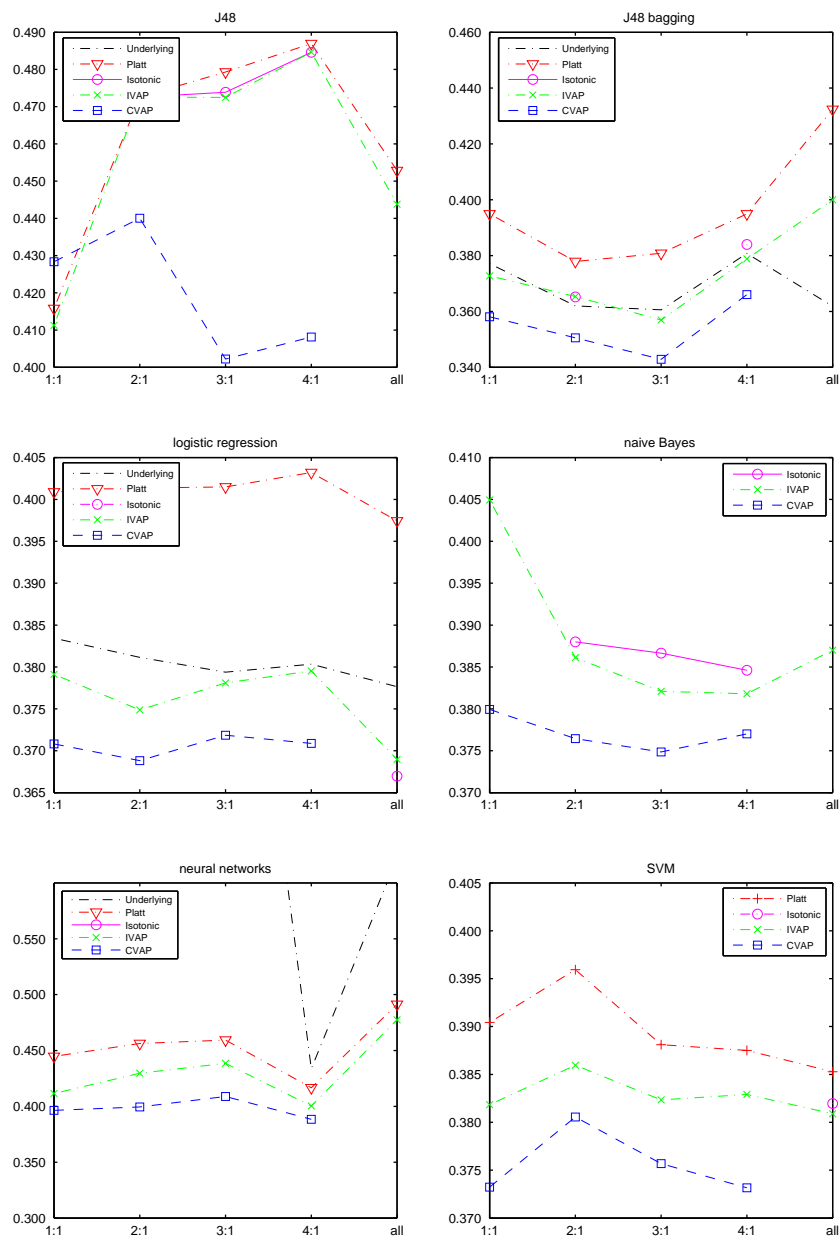 J48
0.490
0.480
0.470
0.460
0.450
0.440
0.430
0.420
0.410
0.400
1:1 2:1 3:1 4:1 all
Underlying
Platt
Isotonic
IVAP
CVAP
J48 bagging
0.460
0.440
0.420
0.400
0.380
0.360
0.340
1:1 2:1 3:1 4:1 all
Underlying
Platt
Isotonic
IVAP
CVAP
logistic regression
0.405
0.400
0.395
0.390
0.385
0.380
0.375
0.370
0.365
1:1 2:1 3:1 4:1 all
Underlying
Platt
Isotonic
IVAP
CVAP
naive Bayes
0.410
0.405
0.400
0.395
0.390
0.385
0.380
0.375
0.370
1:1 2:1 3:1 4:1 all
Isotonic
IVAP
CVAP
neural networks
0.550
0.500
0.450
0.400
0.350
0.300
1:1 2:1 3:1 4:1 all
Underlying
Platt
Isotonic
IVAP
CVAP
SVM
0.405
0.400
0.395
0.390
0.385
0.380
0.375
0.370
1:1 2:1 3:1 4:1 all
Platt
Isotonic
IVAP
CVAP